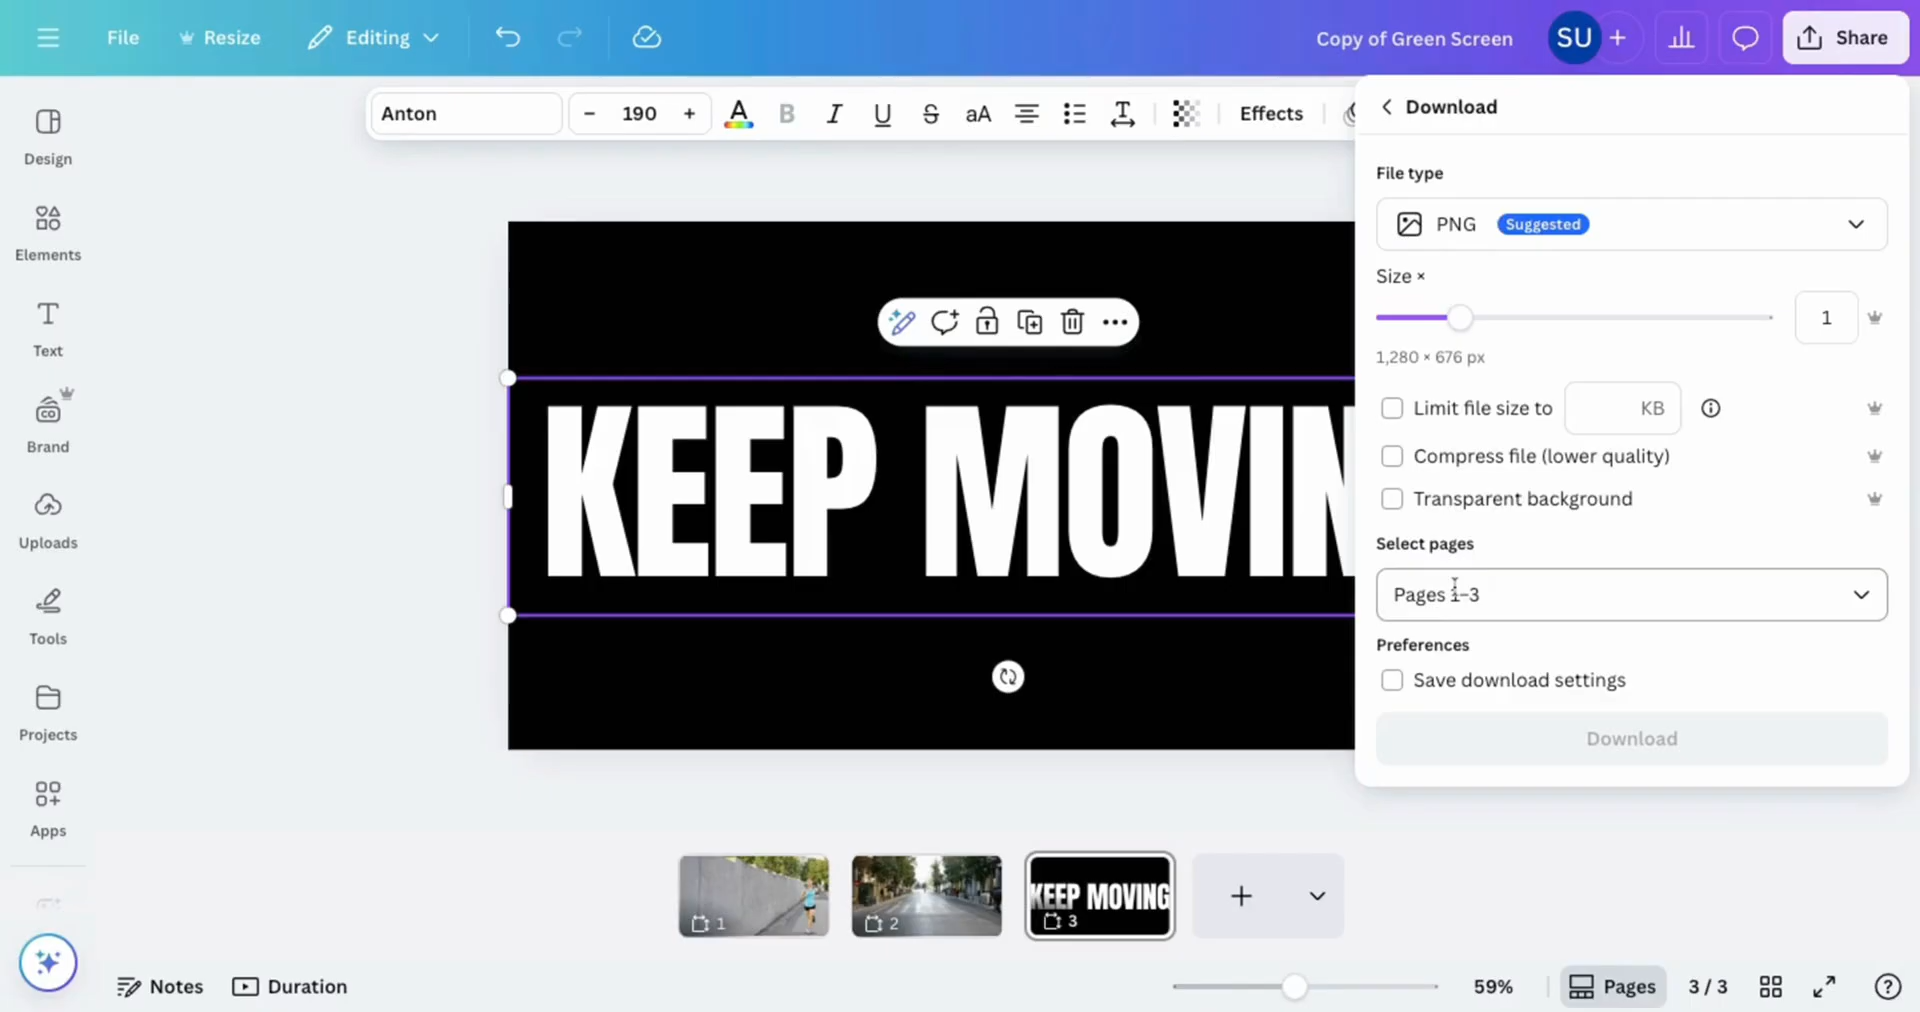 File
Resize
Editing
Copy of Green Screen
SU
Share
Anton
190
aA
Effects
Download
Design
Elements
Text
Brand
CO
Uploads
Tools
Projects
Apps
File type
PNG
Suggested
Size ×
1
1,280 × 676 px
Limit file size to
KB
Compress file (lower quality)
Transparent background
Select pages
Pages 1–3
Preferences
Save download settings
Download
KEEP MOVIN
1
2
KEEP MOVING
3
Notes
Duration
59%
Pages
3 / 3